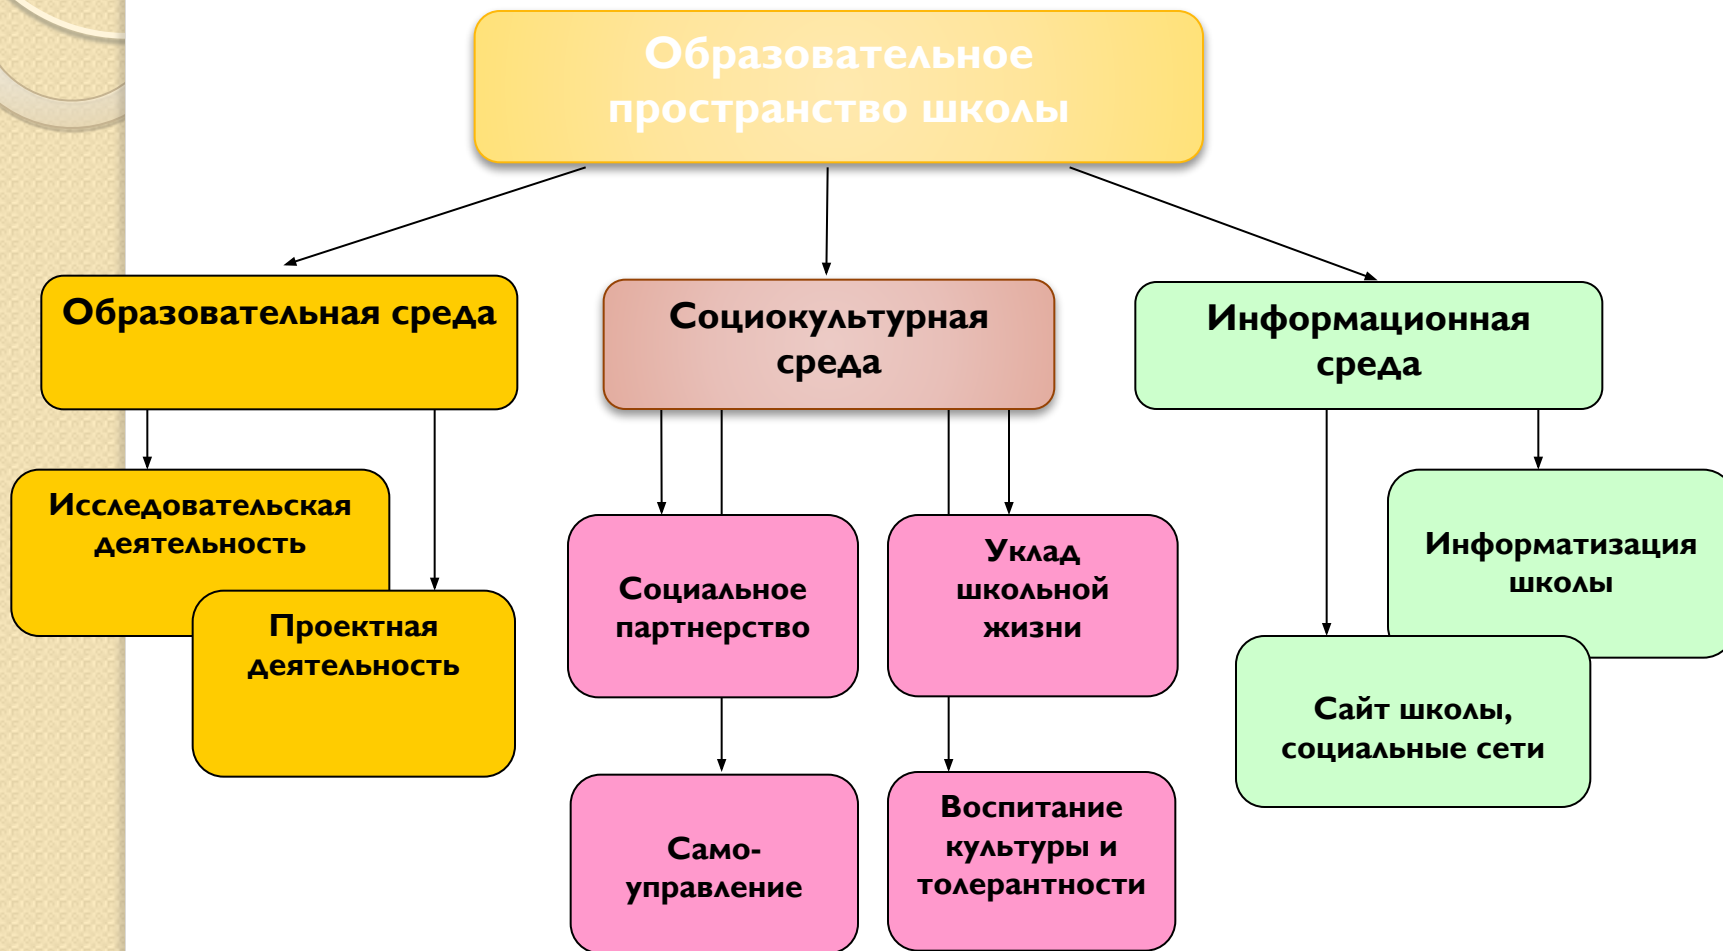 Образовательное
пространство школы
Образовательная среда
Социокультурная
среда
Информационная
среда
Исследовательская
деятельность
Проектная
деятельность
Социальное
партнерство
Уклад
школьной
жизни
Информатизация
школы
Сайт школы,
социальные сети
Само-
управление
Воспитание
культуры и
толерантности